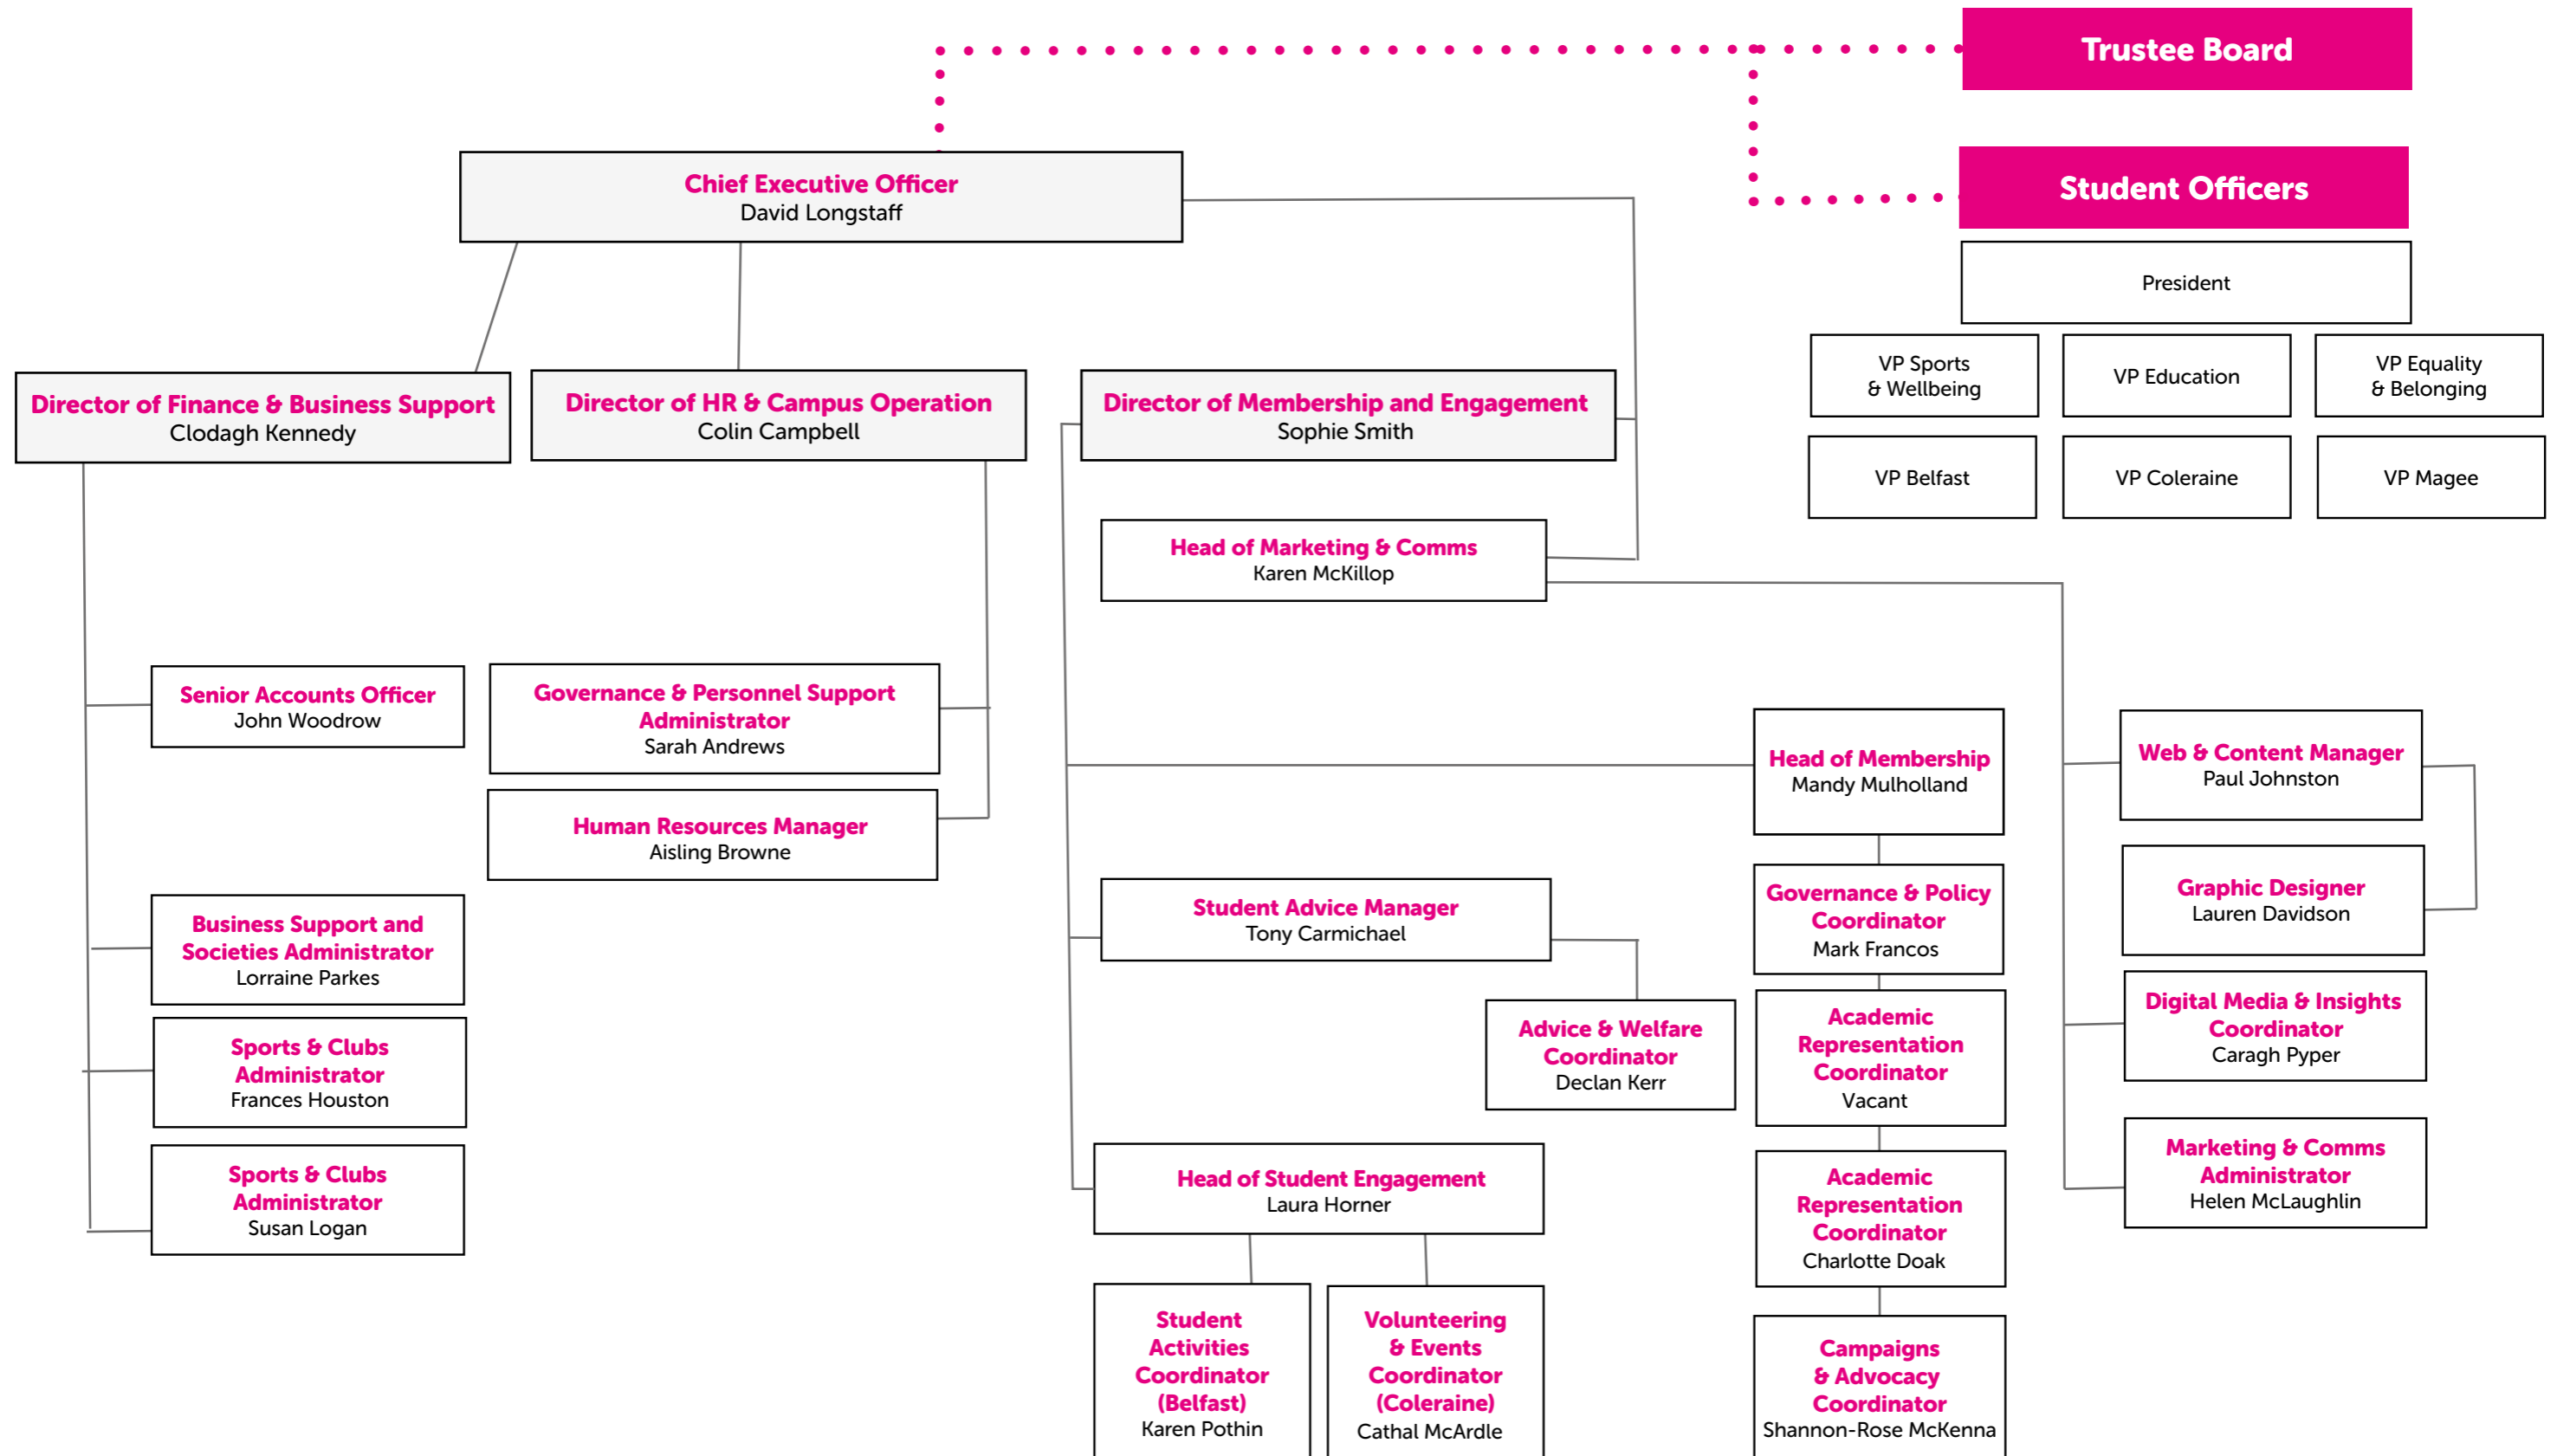 Trustee Board
Student Officers
President
VP Sports
& Wellbeing
VP Education
VP Equality
& Belonging
VP Belfast
VP Coleraine
VP Magee
Chief Executive Officer
David Longstaff
Director of Finance & Business Support
Clodagh Kennedy
Director of HR & Campus Operation
Colin Campbell
Director of Membership and Engagement
Sophie Smith
Head of Marketing & Comms
Karen McKillop
Senior Accounts Officer
John Woodrow
Business Support and
Societies Administrator
Lorraine Parkes
Sports & Clubs
Administrator
Frances Houston
Sports & Clubs
Administrator
Susan Logan
Governance & Personnel Support
Administrator
Sarah Andrews
Human Resources Manager
Aisling Browne
Student Advice Manager
Tony Carmichael
Advice & Welfare
Coordinator
Declan Kerr
Head of Student Engagement
Laura Horner
Student
Activities
Coordinator
(Belfast)
Karen Pothin
Volunteering
& Events
Coordinator
(Coleraine)
Cathal McArdle
Head of Membership
Mandy Mulholland
Governance & Policy
Coordinator
Mark Francos
Academic
Representation
Coordinator
Vacant
Academic
Representation
Coordinator
Charlotte Doak
Campaigns
& Advocacy
Coordinator
Shannon-Rose McKenna
Web & Content Manager
Paul Johnston
Graphic Designer
Lauren Davidson
Digital Media & Insights
Coordinator
Caragh Pyper
Marketing & Comms
Administrator
Helen McLaughlin